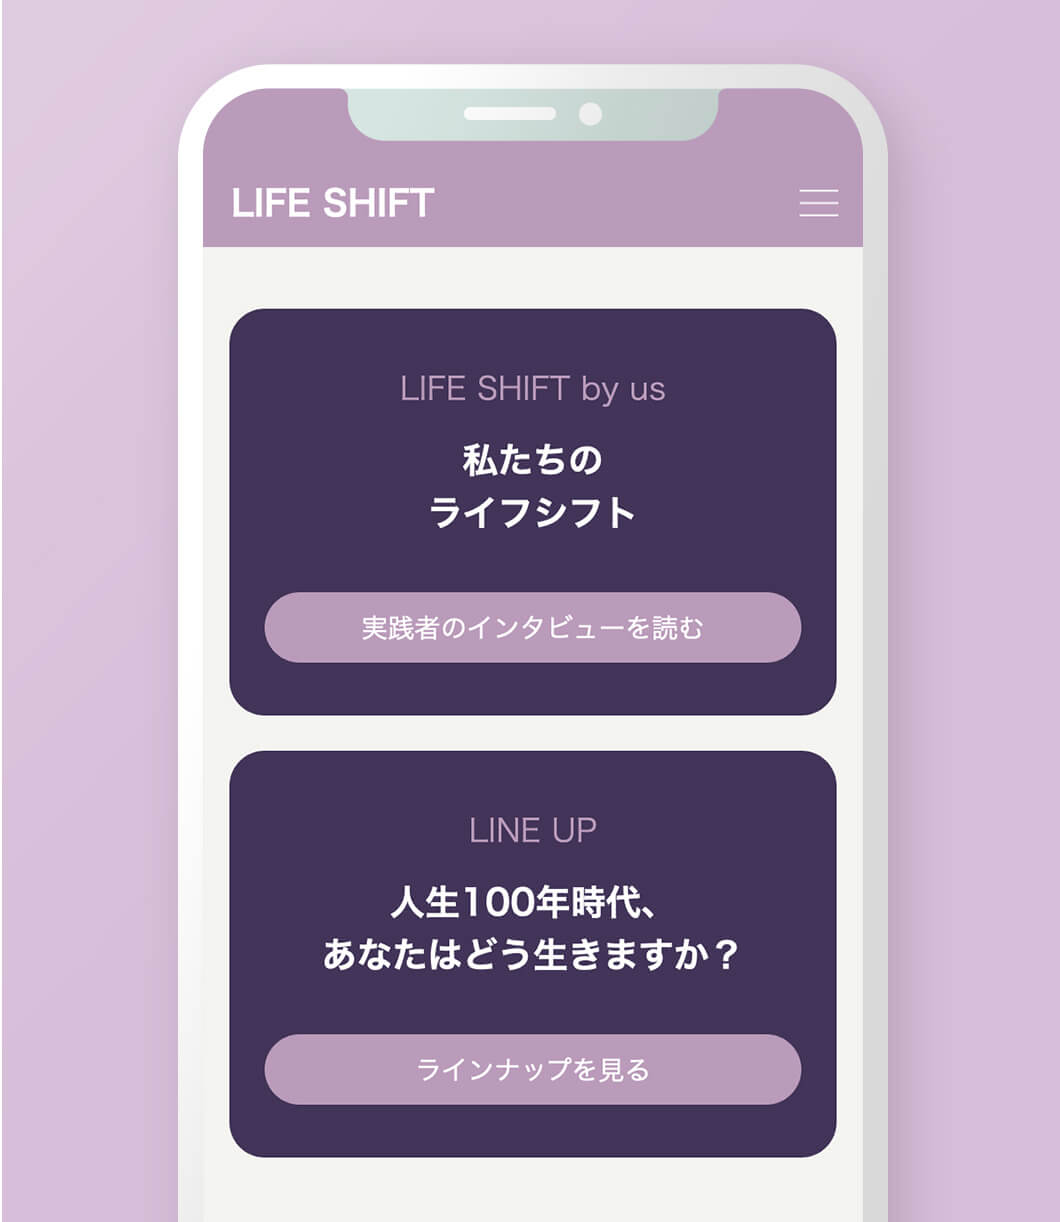 LIFE SHIFT
LIFE SHIFT by us
私たちの
ライフシフト
実践者のインタビューを読む
LINE UP
人生100年時代、
あなたはどう生きますか？
ラインナップを見る